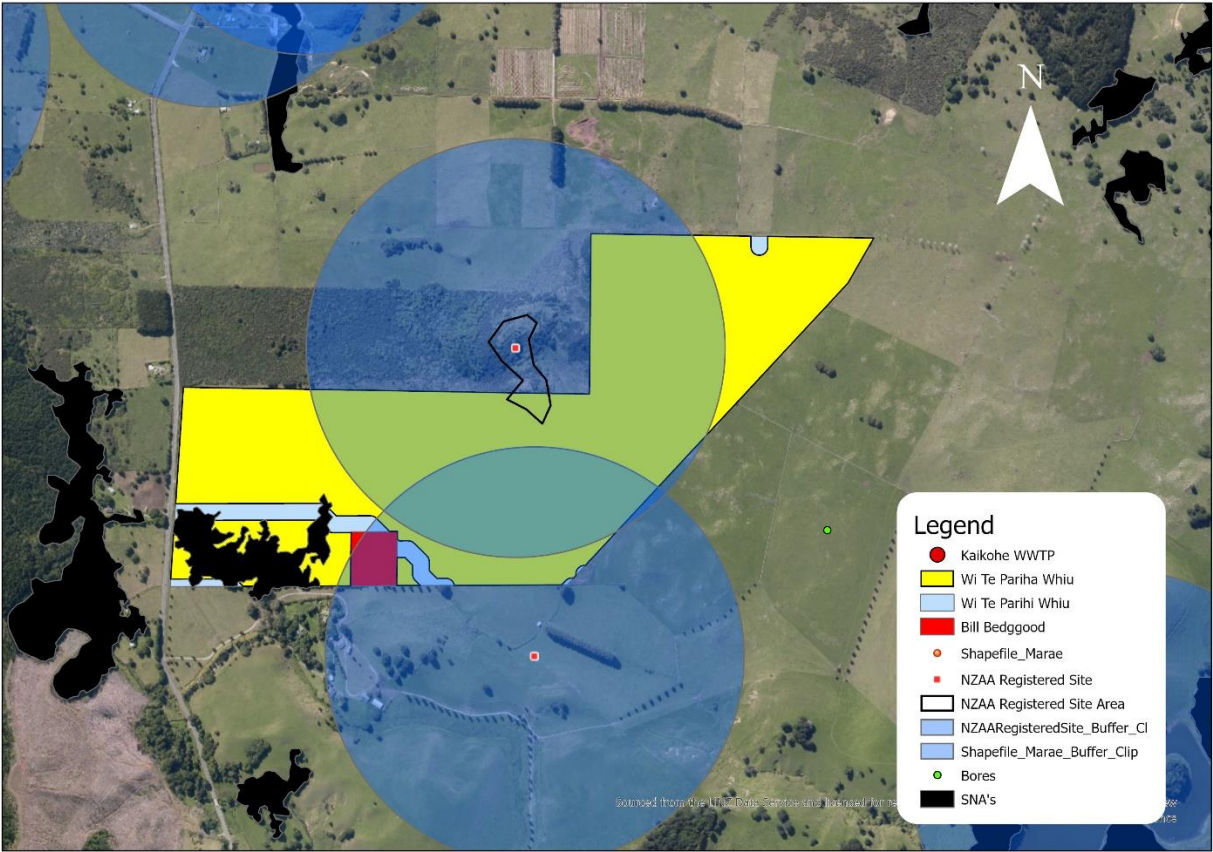 N
Legend
Kaikohe WWTP
Wi Te Pariha Whiu
Wi Te Parihi Whiu
Bill Bedggood
Shapefile_Marae
NZAA Registered Site
NZAA Registered Site Area
NZAARegisteredSite_Buffer_Cl
Shapefile_Marae_Buffer_Clip
Bores
SNA's
Sourced from the LINZ Data Service and licensed for re